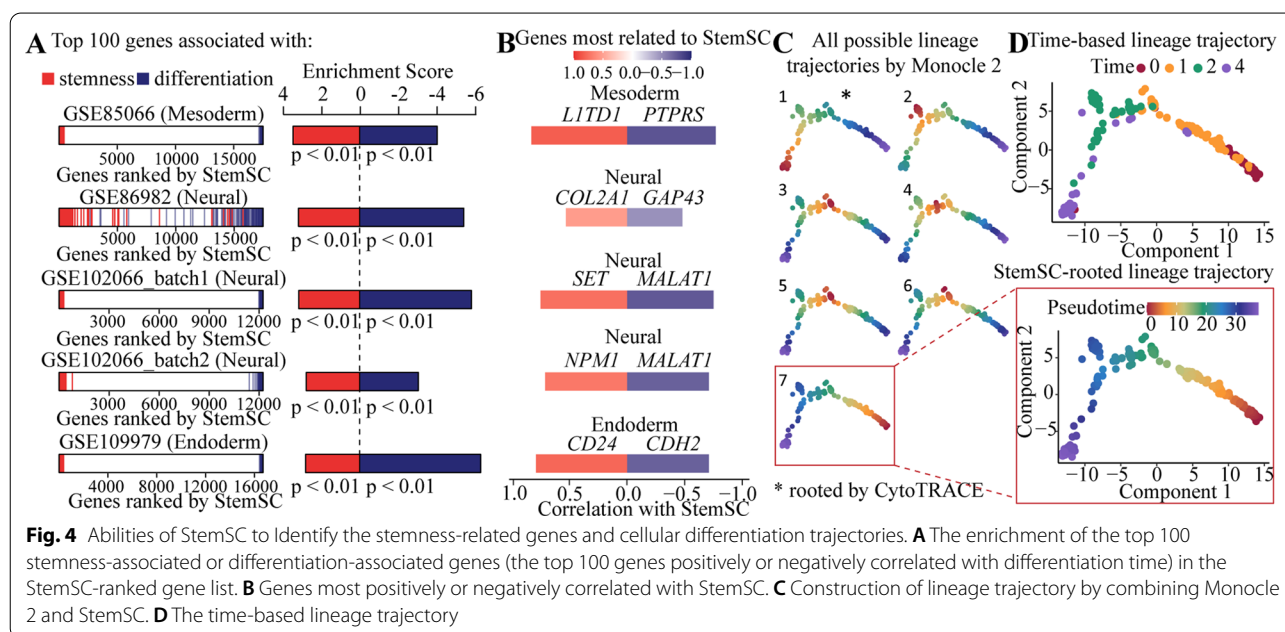 A Top 100 genes associated with:
stemness differentiation
Enrichment Score
4 2 0 -2 -4 -6
GSE85066 (Mesoderm)
p < 0.01 p < 0.01
5000 10000 15000
Genes ranked by StemSC
GSE86982 (Neural)
p < 0.01 p < 0.01
5000 10000 15000
Genes ranked by StemSC
GSE102066_batch1 (Neural)
p < 0.01 p < 0.01
3000 6000 9000 12000
Genes ranked by StemSC
GSE102066_batch2 (Neural)
p < 0.01 p < 0.01
3000 6000 9000 12000
Genes ranked by StemSC
GSE109979 (Endoderm)
p < 0.01 p < 0.01
4000 8000 12000 16000
Genes ranked by StemSC
B Genes most related to StemSC
1.0 0.5 0.0 -0.5 -1.0
Mesoderm
L1TD1 PTPRS
Neural
COL2A1 GAP43
Neural
SET MALAT1
Neural
NPM1 MALAT1
Endoderm
CD24 CDH2
1.0 0.5 0.0 -0.5 -1.0
Correlation with StemSC
C All possible lineage
trajectories by Monocle 2
1 * 2
3 4
5 6
7
* rooted by CytoTRACE
D Time-based lineage trajectory
Time 0 1 2 4
Component 2
5
0
−5
−10 −5 0 5 10 15
Component 1
StemSC-rooted lineage trajectory
Pseudotime
0 10 20 30
Component 2
5
0
−5
−10 −5 0 5 10 15
Component 1
Fig. 4 Abilities of StemSC to Identify the stemness-related genes and cellular differentiation trajectories. A The enrichment of the top 100
stemness-associated or differentiation-associated genes (the top 100 genes positively or negatively correlated with differentiation time) in the
StemSC-ranked gene list. B Genes most positively or negatively correlated with StemSC. C Construction of lineage trajectory by combining Monocle
2 and StemSC. D The time-based lineage trajectory